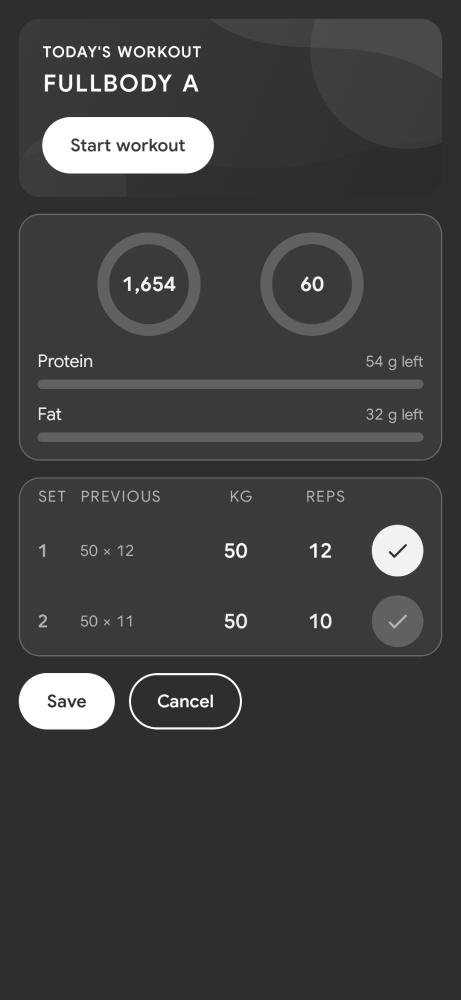 TODAY'S WORKOUT
FULLBODY A
Start workout
1,654 60
Protein 54 g left
Fat 32 g left
SET PREVIOUS KG REPS
1 50 × 12 50 12
2 50 × 11 50 10
Save Cancel